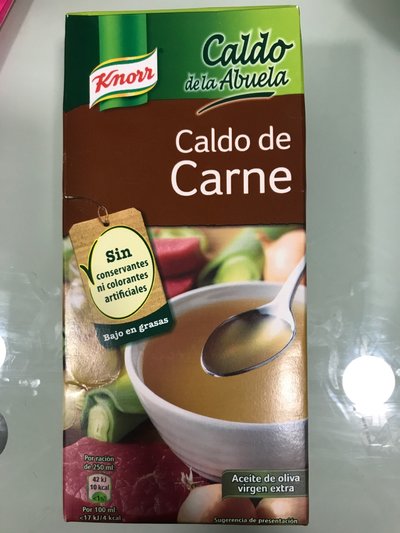 Knorr
Caldo
de la Abuela
Caldo de
Carne
Sin
conservantes
ni colorantes
artificiales
Bajo en grasas
Por ración
de 250 ml:
42 kJ
10 kcal
Por 100 ml:
17 kJ/4 kcal
Aceite de oliva
virgen extra
Sugerencia de presentación